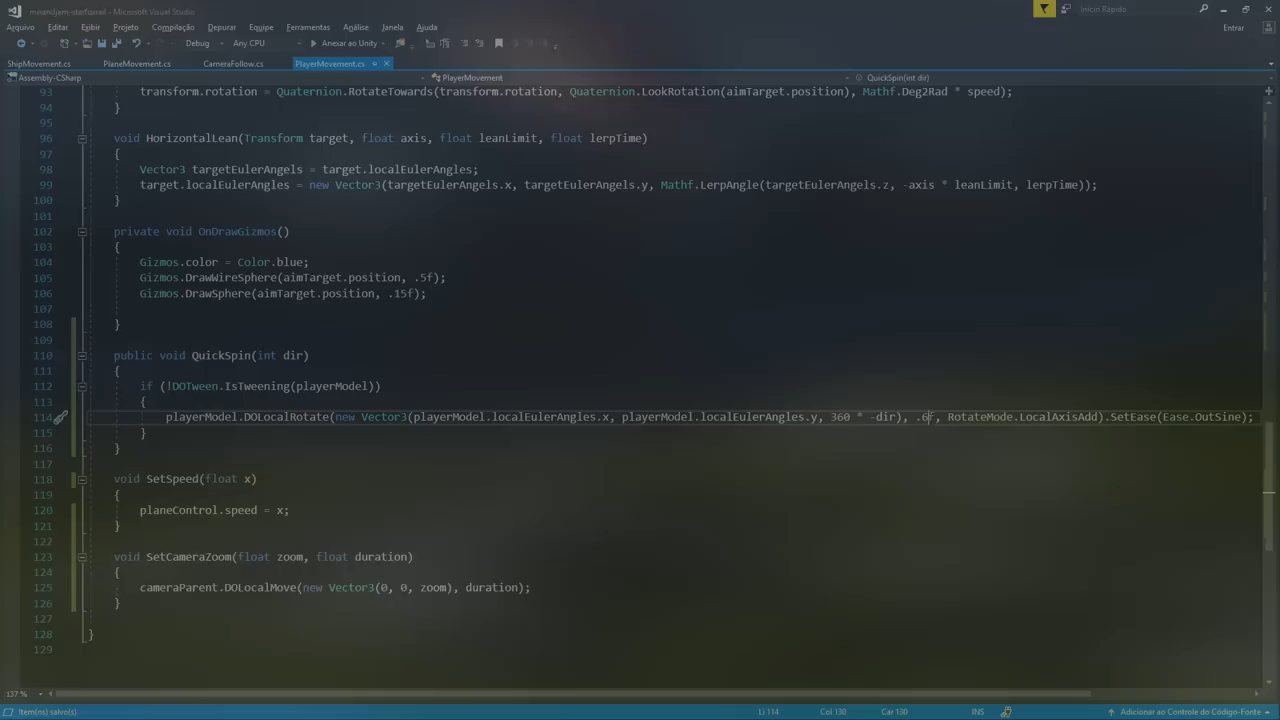 meandjam-starfoxrail - Microsoft Visual Studio
Início Rápido
Arquivo Editar Exibir Projeto Compilação Depurar Equipe Ferramentas Análise Janela Ajuda
Entrar
Debug Any CPU Anexar ao Unity
ShipMovement.cs PlaneMovement.cs CameraFollow.cs PlayerMovement.cs
Assembly-CSharp PlayerMovement QuickSpin(int dir)
93 transform.rotation = Quaternion.RotateTowards(transform.rotation, Quaternion.LookRotation(aimTarget.position), Mathf.Deg2Rad * speed);
94 }
95
96 void HorizontalLean(Transform target, float axis, float leanLimit, float lerpTime)
97 {
98 Vector3 targetEulerAngels = target.localEulerAngles;
99 target.localEulerAngles = new Vector3(targetEulerAngels.x, targetEulerAngels.y, Mathf.LerpAngle(targetEulerAngels.z, -axis * leanLimit, lerpTime));
100 }
101
102 private void OnDrawGizmos()
103 {
104 Gizmos.color = Color.blue;
105 Gizmos.DrawWireSphere(aimTarget.position, .5f);
106 Gizmos.DrawSphere(aimTarget.position, .15f);
107
108 }
109
110 public void QuickSpin(int dir)
111 {
112 if (!DOTween.IsTweening(playerModel))
113 {
114 playerModel.DOLocalRotate(new Vector3(playerModel.localEulerAngles.x, playerModel.localEulerAngles.y, 360 * -dir), .6f, RotateMode.LocalAxisAdd).SetEase(Ease.OutSine);
115 }
116 }
117
118 void SetSpeed(float x)
119 {
120 planeControl.speed = x;
121 }
122
123 void SetCameraZoom(float zoom, float duration)
124 {
125 cameraParent.DOLocalMove(new Vector3(0, 0, zoom), duration);
126 }
127
128 }
129
137 %
Item(ns) salvo(s) Li 114 Col 130 Car 130 INS Adicionar ao Controle do Código-Fonte